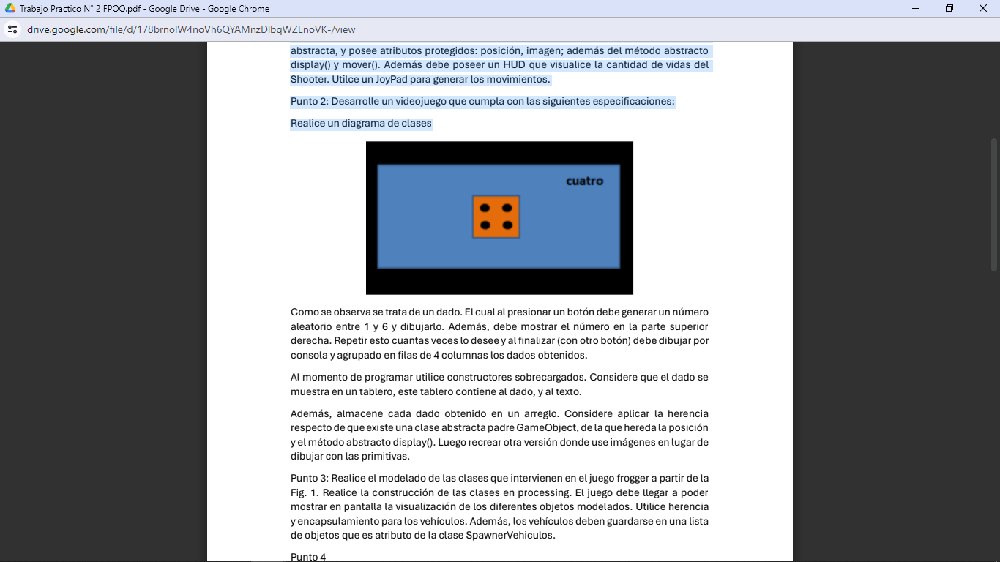 Trabajo Practico N° 2 FPOO.pdf - Google Drive - Google Chrome
drive.google.com/file/d/178brnolW4noVh6QYAMnzDlbqWZEnoVK-/view
abstracta, y posee atributos protegidos: posición, imagen; además del método abstracto
display() y mover(). Además debe poseer un HUD que visualice la cantidad de vidas del
Shooter. Utilce un JoyPad para generar los movimientos.
Punto 2: Desarrolle un videojuego que cumpla con las siguientes especificaciones:
Realice un diagrama de clases
cuatro
Como se observa se trata de un dado. El cual al presionar un botón debe generar un número
aleatorio entre 1 y 6 y dibujarlo. Además, debe mostrar el número en la parte superior
derecha. Repetir esto cuantas veces lo desee y al finalizar (con otro botón) debe dibujar por
consola y agrupado en filas de 4 columnas los dados obtenidos.
Al momento de programar utilice constructores sobrecargados. Considere que el dado se
muestra en un tablero, este tablero contiene al dado, y al texto.
Además, almacene cada dado obtenido en un arreglo. Considere aplicar la herencia
respecto de que existe una clase abstracta padre GameObject, de la que hereda la posición
y el método abstracto display(). Luego recrear otra versión donde use imágenes en lugar de
dibujar con las primitivas.
Punto 3: Realice el modelado de las clases que intervienen en el juego frogger a partir de la
Fig. 1. Realice la construcción de las clases en processing. El juego debe llegar a poder
mostrar en pantalla la visualización de los diferentes objetos modelados. Utilice herencia
y encapsulamiento para los vehículos. Además, los vehículos deben guardarse en una lista
de objetos que es atributo de la clase SpawnerVehiculos.
Punto 4